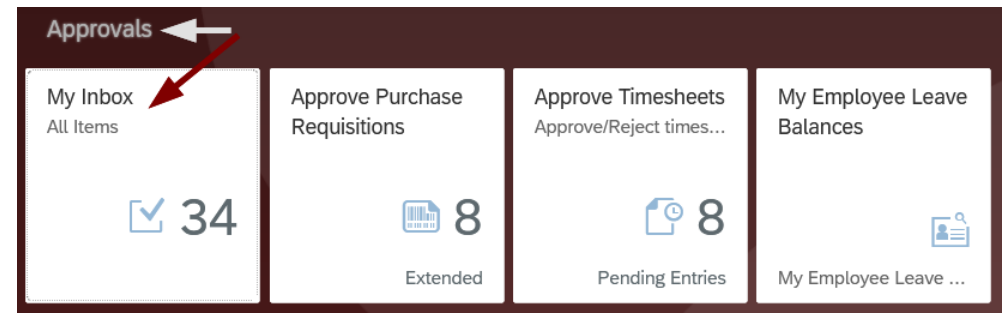 Approvals
My Inbox
All Items
34
Approve Purchase
Requisitions
8
Extended
Approve Timesheets
Approve/Reject times...
8
Pending Entries
My Employee Leave
Balances
My Employee Leave ...